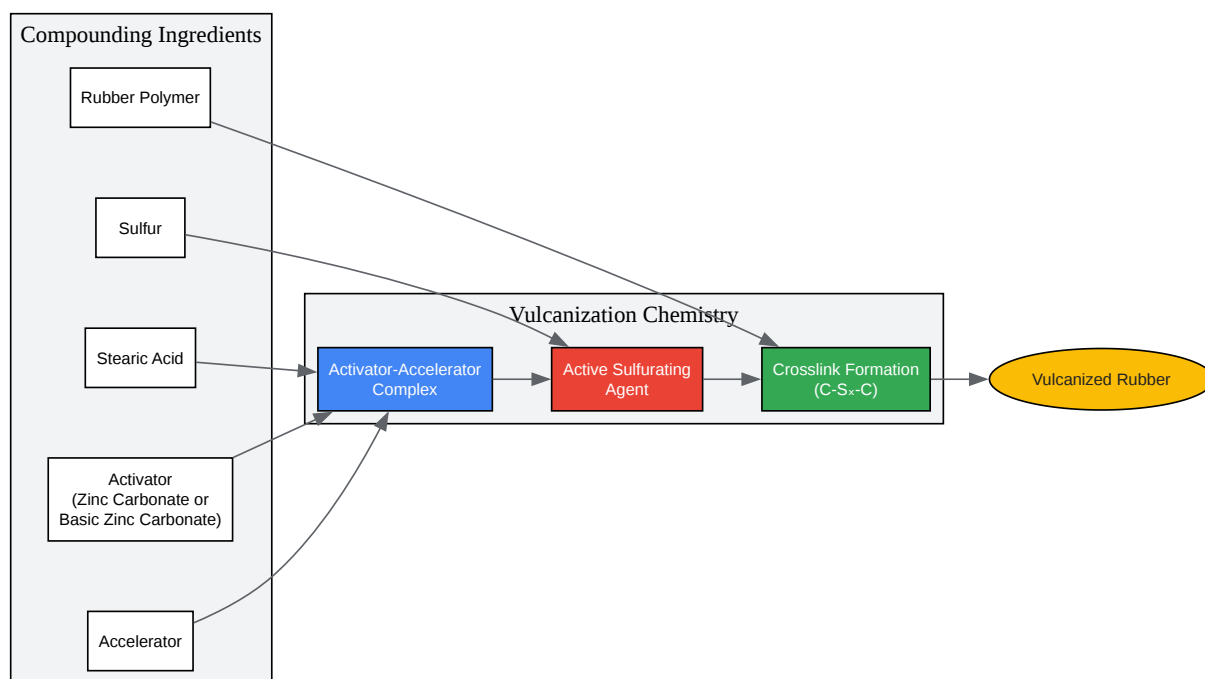 Compounding Ingredients
Rubber Polymer
Sulfur
Stearic Acid
Activator
(Zinc Carbonate or
Basic Zinc Carbonate)
Accelerator
Vulcanization Chemistry
Activator-Accelerator
Complex
Active Sulfurating
Agent
Crosslink Formation
(C-Sₓ-C)
Vulcanized Rubber